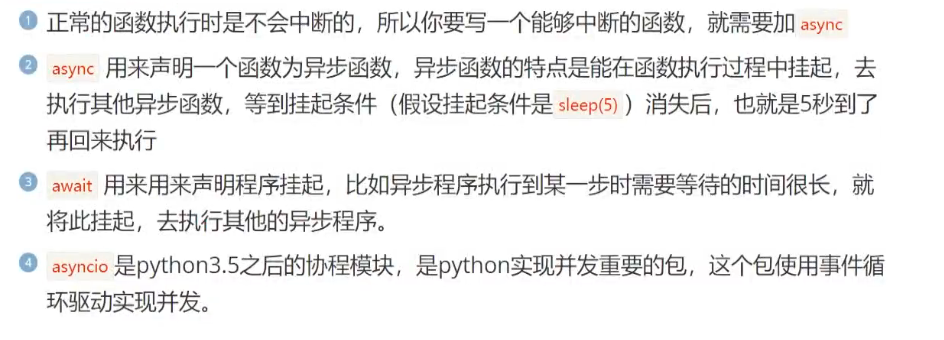 1 正常的函数执行时是不会中断的，所以你要写一个能够中断的函数，就需要加 async
2 async 用来声明一个函数为异步函数，异步函数的特点是能在函数执行过程中挂起，去
执行其他异步函数，等到挂起条件（假设挂起条件是 sleep(5) ）消失后，也就是5秒到了
再回来执行
3 await 用来用来声明程序挂起，比如异步程序执行到某一步时需要等待的时间很长，就
将此挂起，去执行其他的异步程序。
4 asyncio 是python3.5之后的协程模块，是python实现并发重要的包，这个包使用事件循
环驱动实现并发。